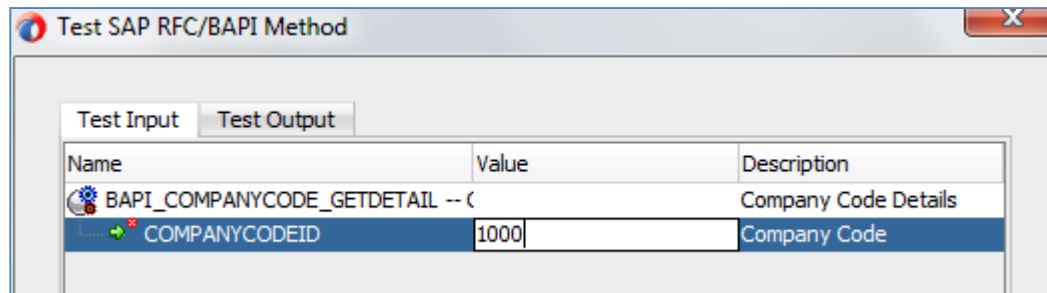 Test SAP RFC/BAPI Method
Test Input Test Output
Name Value Description
BAPI_COMPANYCODE_GETDETAIL -- Company Code Details
COMPANYCODEID 1000 Company Code